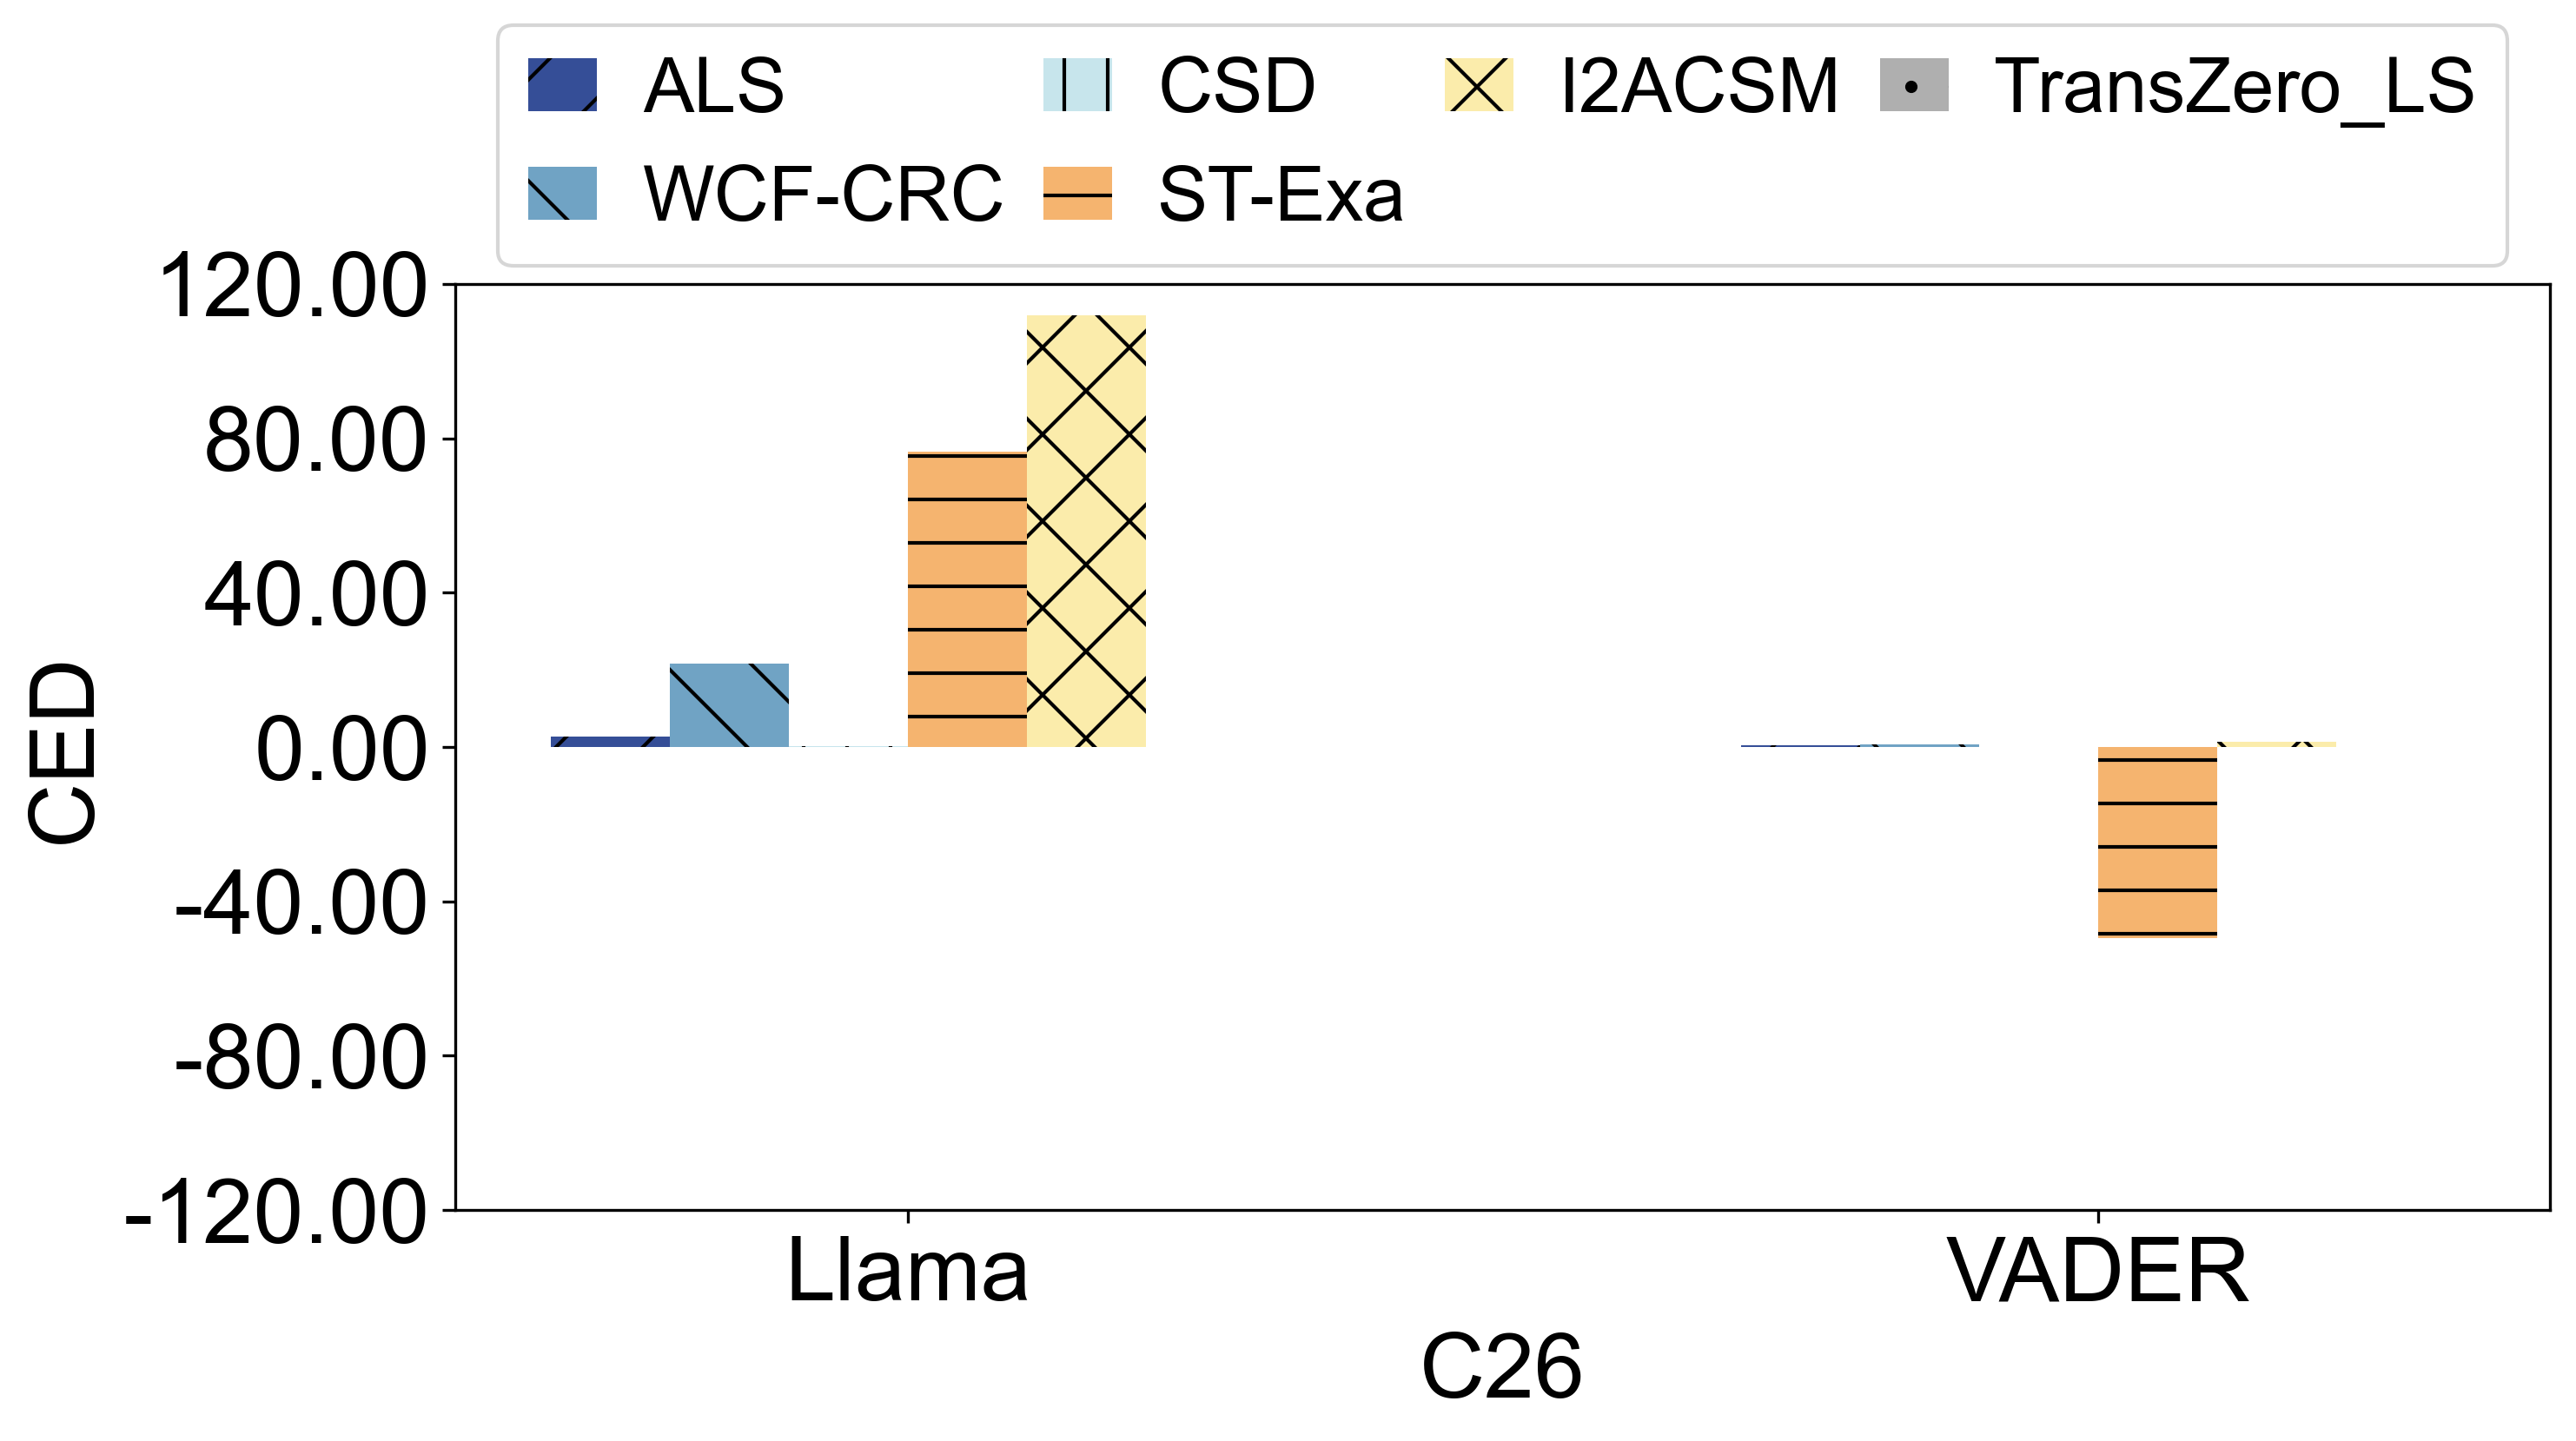 ALS CSD I2ACSM TransZero_LS
WCF-CRC ST-Exa
120.00
80.00
40.00
0.00
-40.00
-80.00
-120.00
CED
Llama VADER
C26